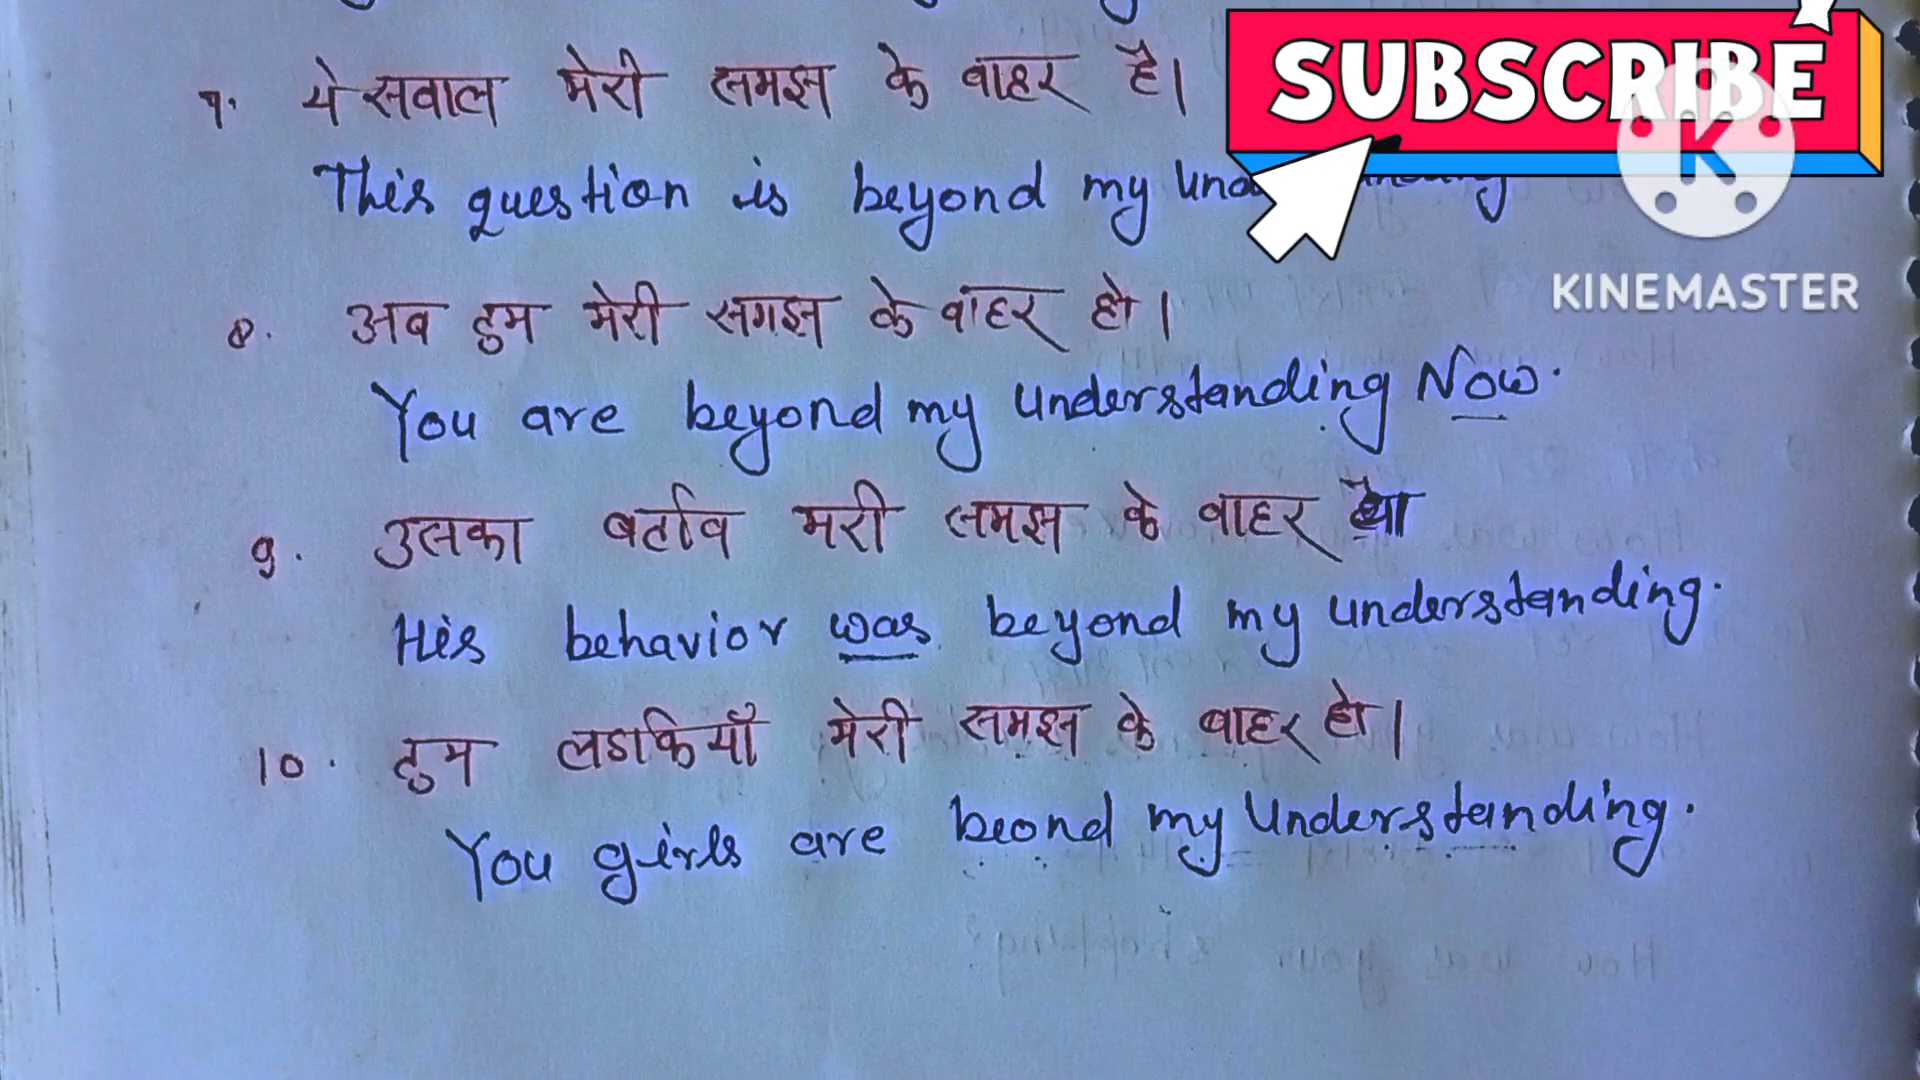 SUBSCRIBE
7. ये सवाल मेरी समझ के बाहर है।
This question is beyond my
KINEMASTER
8. अब तुम मेरी समझ के बाहर हो।
You are beyond my understanding Now.
9. उसका बर्ताव मरी समझ के बाहर था
His behavior was beyond my understanding.
10. तुम लडकियाँ मेरी समझ के बाहर हो।
You girls are beond my Understanding.